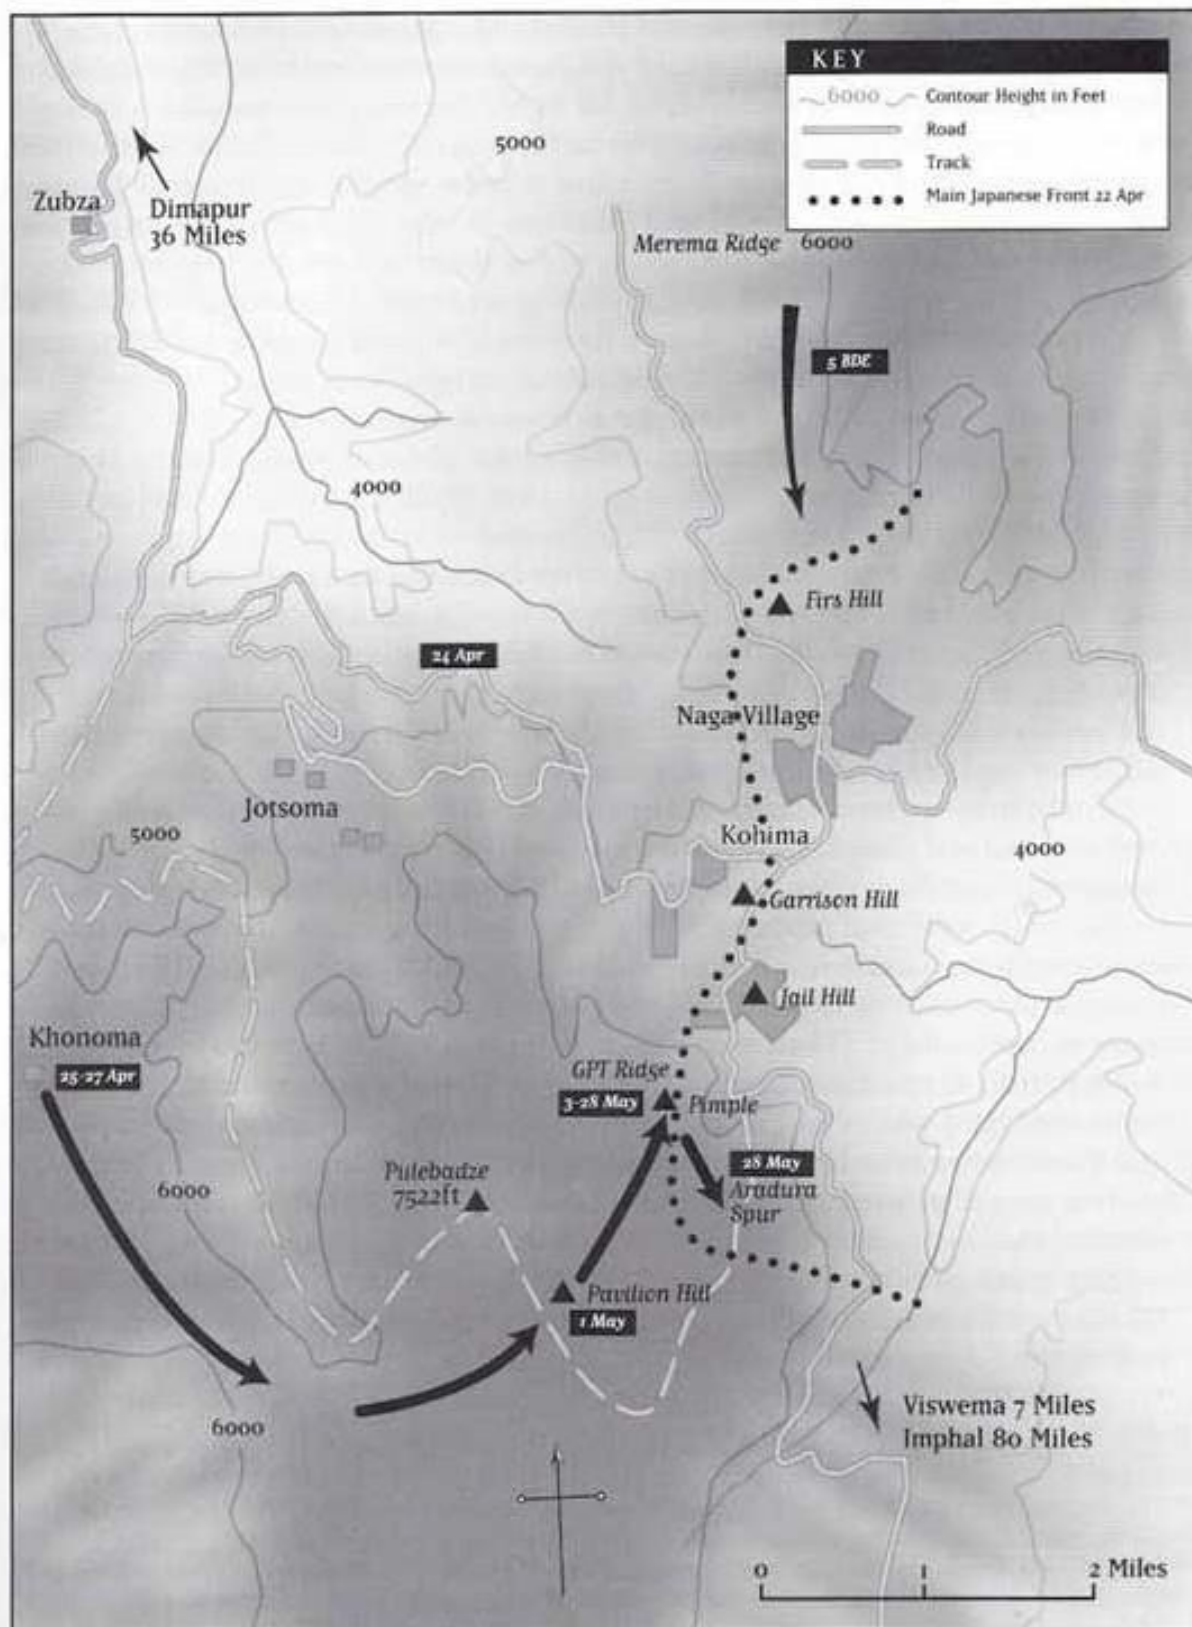 KEY
6000 Contour Height in Feet
Road
Track
Main Japanese Front 22 Apr
5000
Zubza
Dimapur
36 Miles
Merema Ridge 6000
5 BDE
4000
Firs Hill
24 Apr
Naga Village
Jotsoma
5000
Kohima
4000
Garrison Hill
Jail Hill
Khonoma
25-27 Apr
GPT Ridge
3-28 May
Pimple
28 May
Aradura
Spur
Pulebadze
7522ft
6000
Pavilion Hill
1 May
6000
Viswema 7 Miles
Imphal 80 Miles
0 1 2 Miles